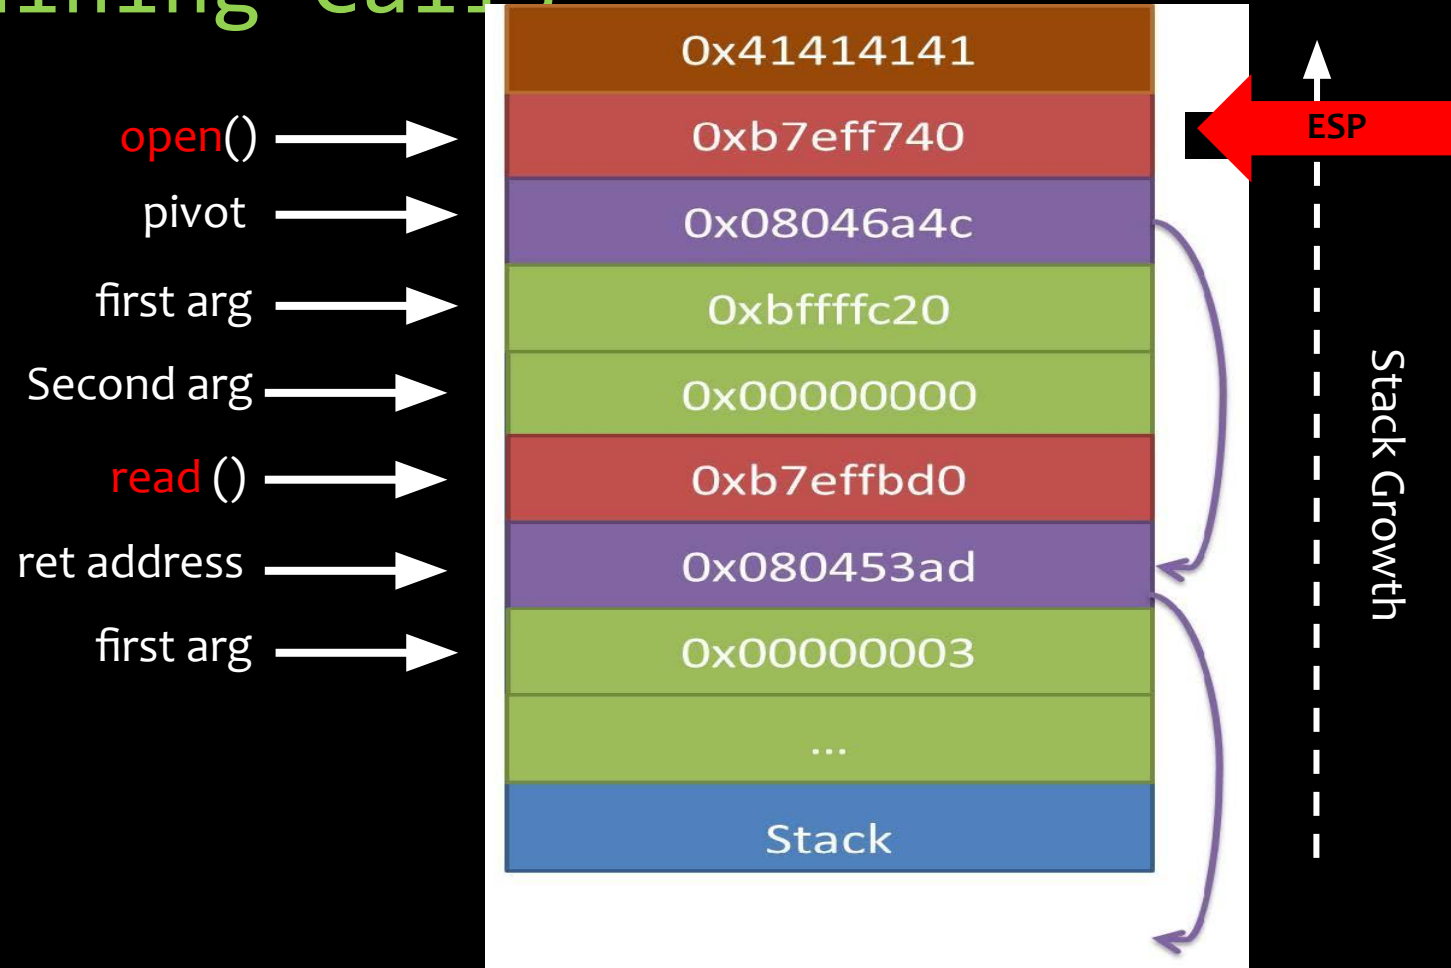 0x41414141
open()
0xb7eff740
ESP
pivot
0x08046a4c
first arg
0xbffffc20
Second arg
0x00000000
read ()
0xb7effbd0
ret address
0x080453ad
first arg
0x00000003
...
Stack
Stack Growth